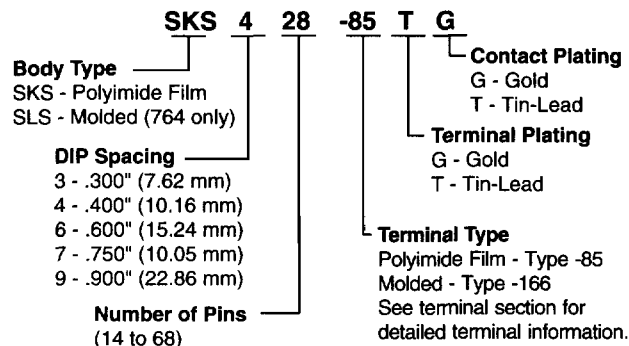 SKS 4 28 -85 T G
Contact Plating
G - Gold
T - Tin-Lead
Body Type
SKS - Polyimide Film
SLS - Molded (764 only)
Terminal Plating
G - Gold
T - Tin-Lead
DIP Spacing
3 - .300" (7.62 mm)
4 - .400" (10.16 mm)
6 - .600" (15.24 mm)
7 - .750" (10.05 mm)
9 - .900" (22.86 mm)
Terminal Type
Polyimide Film - Type -85
Molded - Type -166
See terminal section for
detailed terminal information.
Number of Pins
(14 to 68)